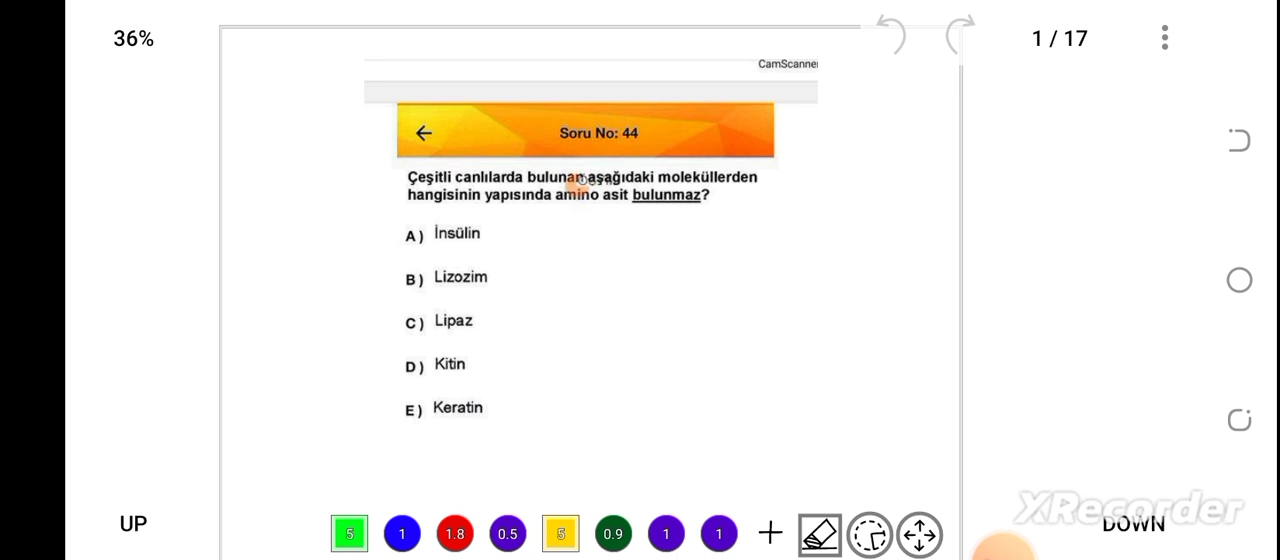 36%
1 / 17
CamScanner
Soru No: 44
Çeşitli canlılarda bulunan aşağıdaki moleküllerden
hangisinin yapısında amino asit bulunmaz?
A) İnsülin
B) Lizozim
C) Lipaz
D) Kitin
E) Keratin
UP
5 1 1.8 0.5 5 0.9 1 1
XRecorder
DOWN